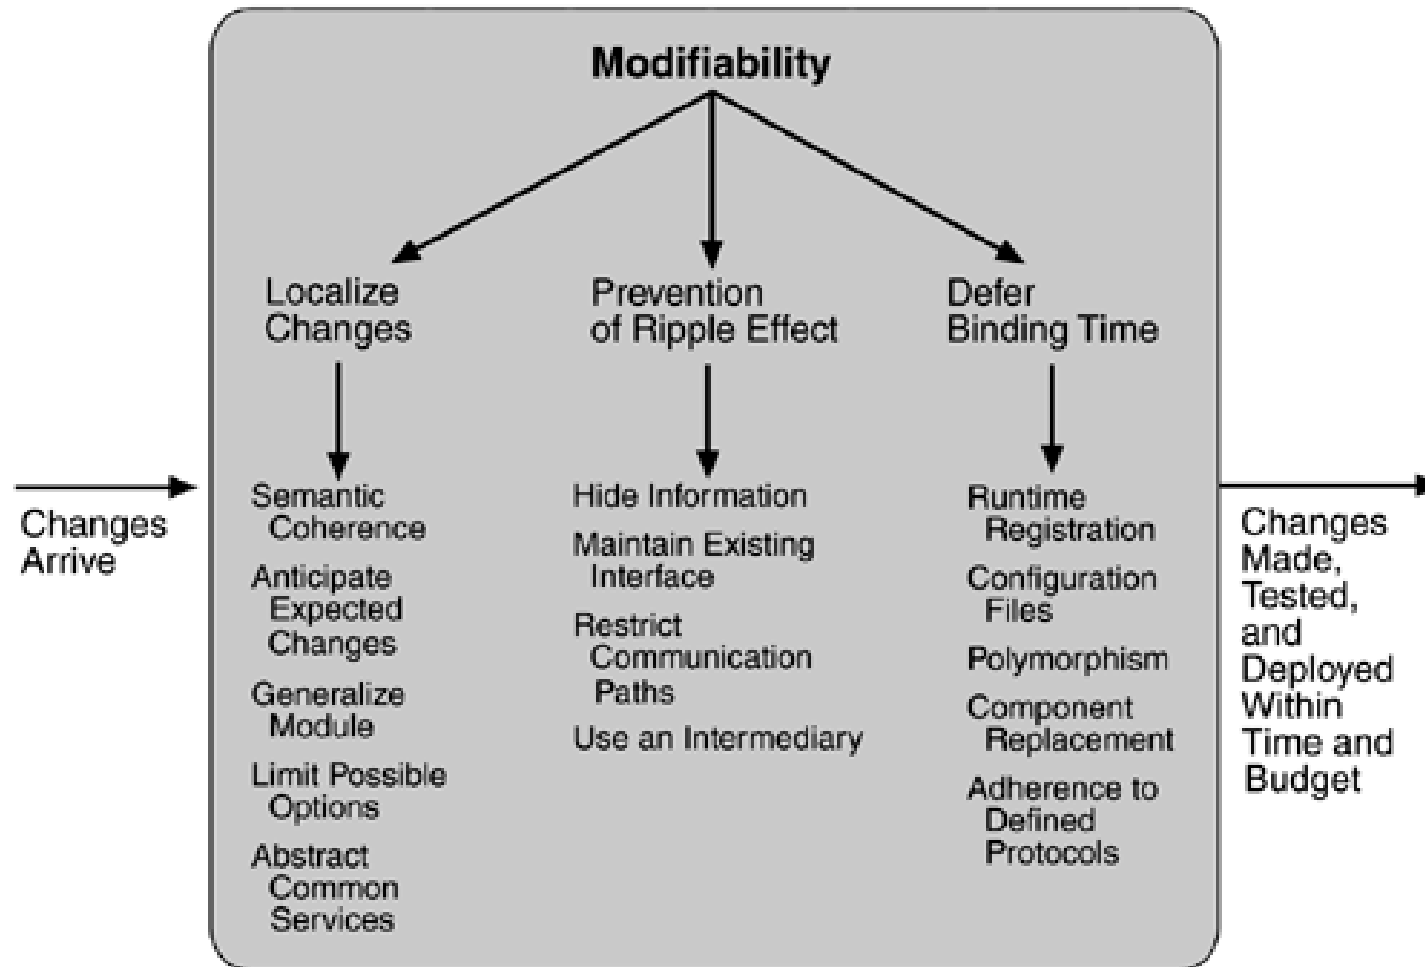 Modifiability
Localize
Changes
Prevention
of Ripple Effect
Defer
Binding Time
Changes
Arrive
Semantic
Coherence
Anticipate
Expected
Changes
Generalize
Module
Limit Possible
Options
Abstract
Common
Services
Hide Information
Maintain Existing
Interface
Restrict
Communication
Paths
Use an Intermediary
Runtime
Registration
Configuration
Files
Polymorphism
Component
Replacement
Adherence to
Defined
Protocols
Changes
Made,
Tested,
and
Deployed
Within
Time and
Budget